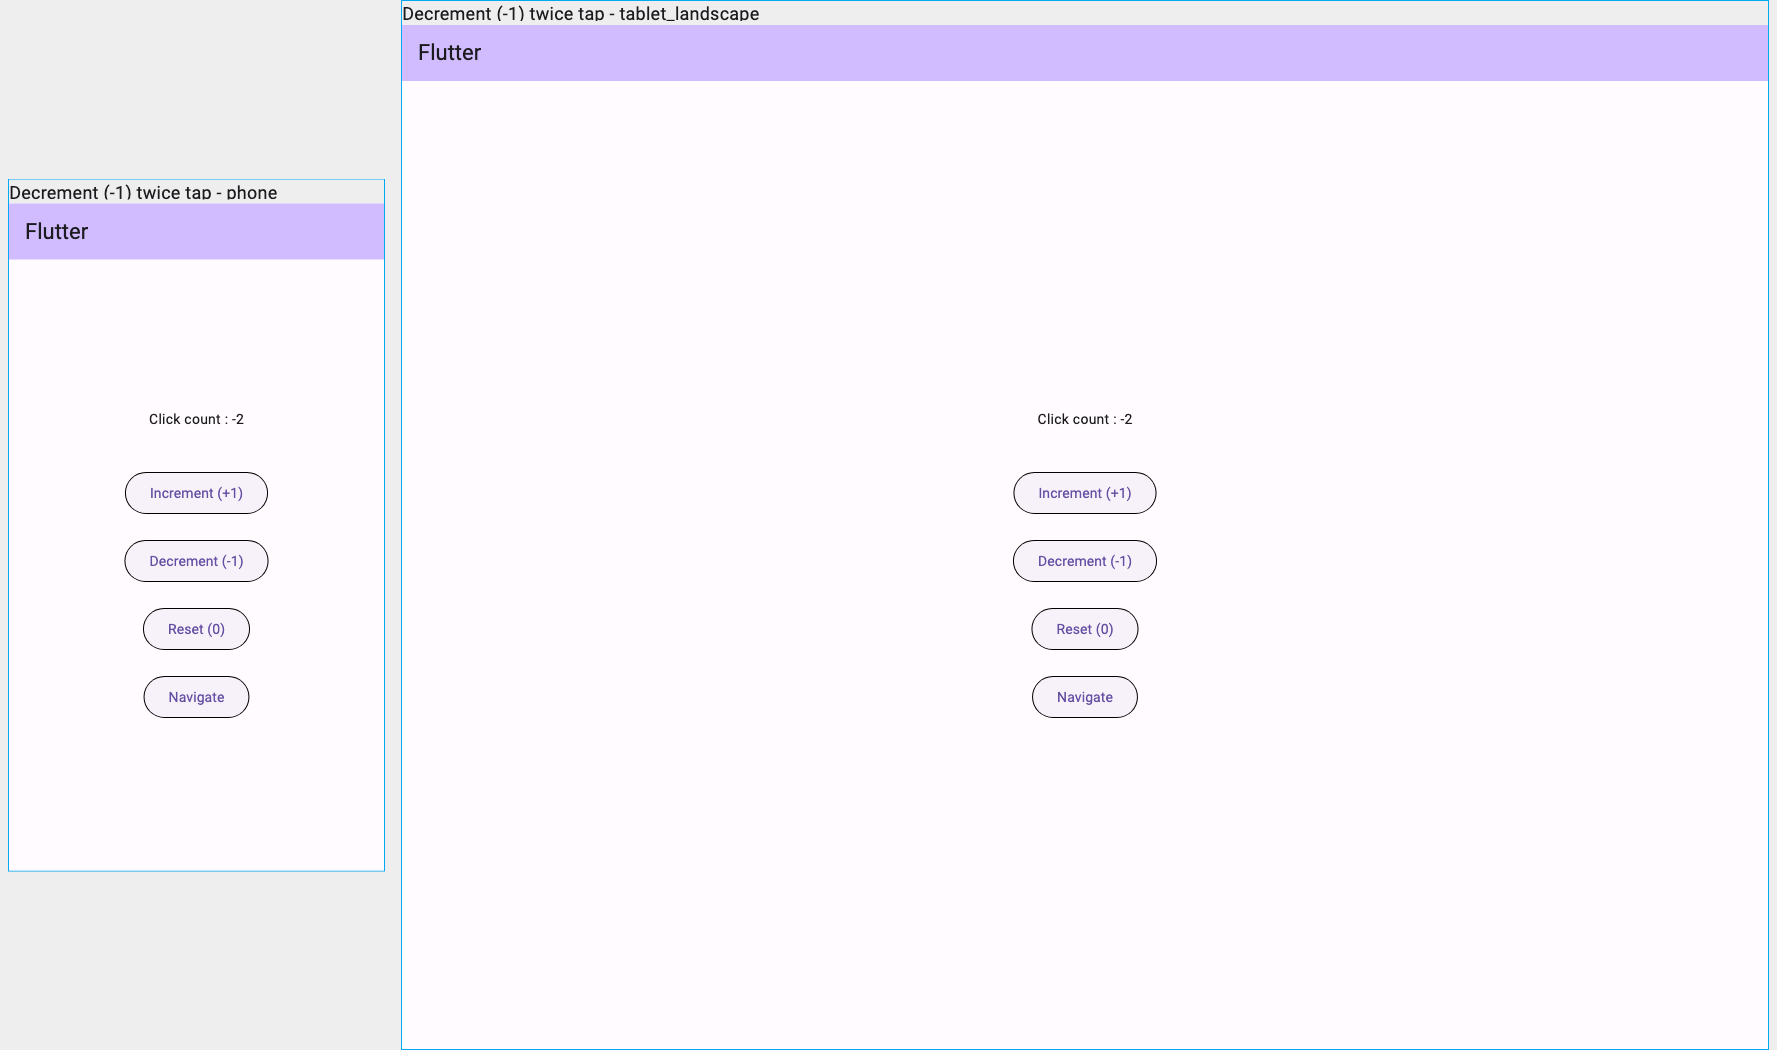 Decrement (-1) twice tap - phone
Flutter
Click count : -2
Increment (+1)
Decrement (-1)
Reset (0)
Navigate
Decrement (-1) twice tap - tablet_landscape
Flutter
Click count : -2
Increment (+1)
Decrement (-1)
Reset (0)
Navigate